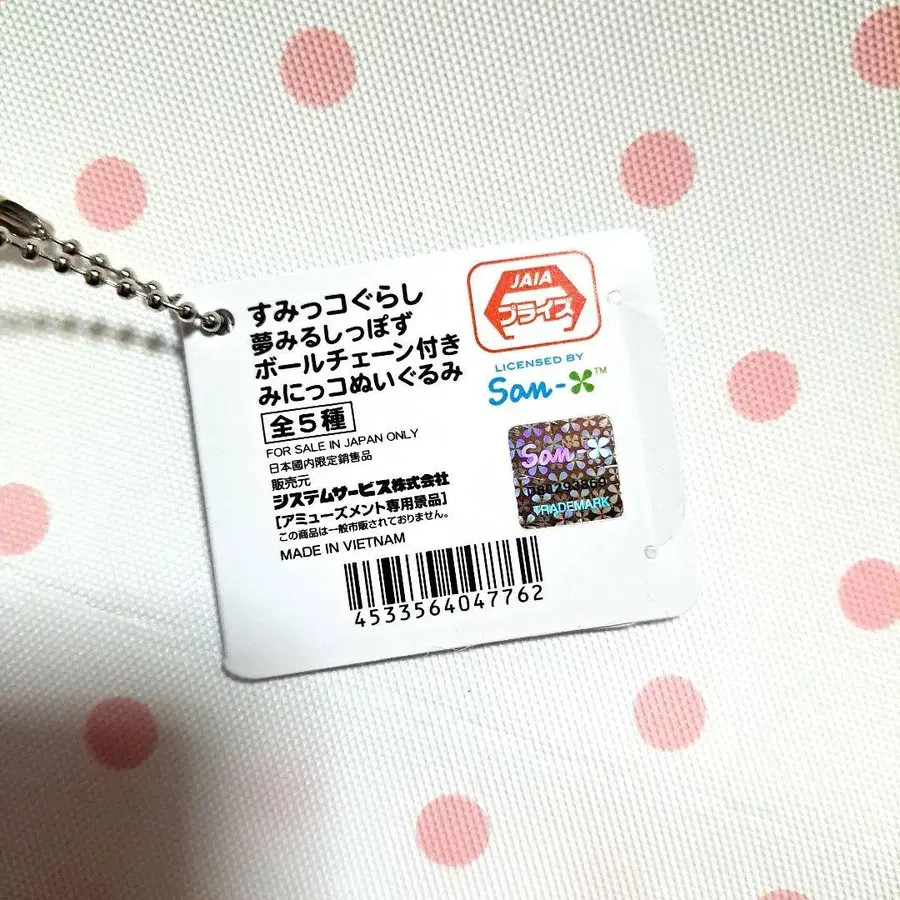 すみっコぐらし
夢みるしっぽず
ボールチェーン付き
みにっコぬいぐるみ
全5種
FOR SALE IN JAPAN ONLY
日本國内限定銷售品
販売元
システムサービス株式会社
[アミューズメント専用景品]
この商品は一般市販されておりません。
MADE IN VIETNAM
4533564047762
JAIA
プライズ
LICENSED BY
San-X™
San-X
D80293869
TRADEMARK